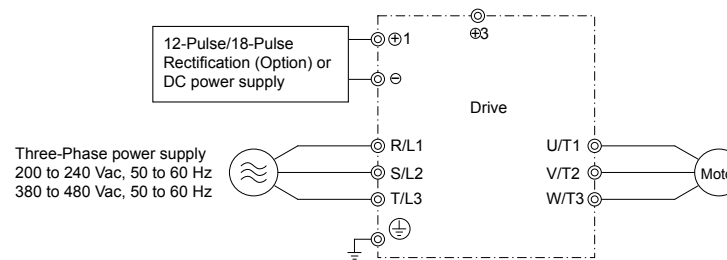 12-Pulse/18-Pulse
Rectification (Option) or
DC power supply
⊕1
⊖
⊕3
Drive
Three-Phase power supply
200 to 240 Vac, 50 to 60 Hz
380 to 480 Vac, 50 to 60 Hz
R/L1
S/L2
T/L3
U/T1
V/T2
W/T3
Moto